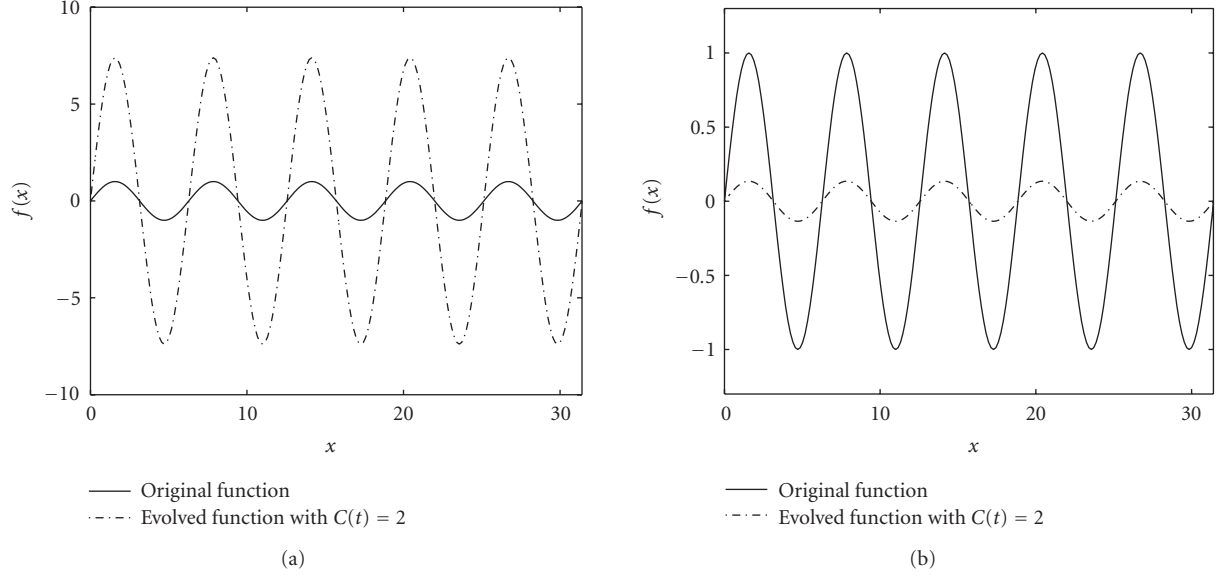 10
5
0
−5
−10
f(x)
0
10
20
30
x
Original function
Evolved function with C(t) = 2
(a)
1
0.5
0
−0.5
−1
f(x)
0
10
20
30
x
Original function
Evolved function with C(t) = 2
(b)